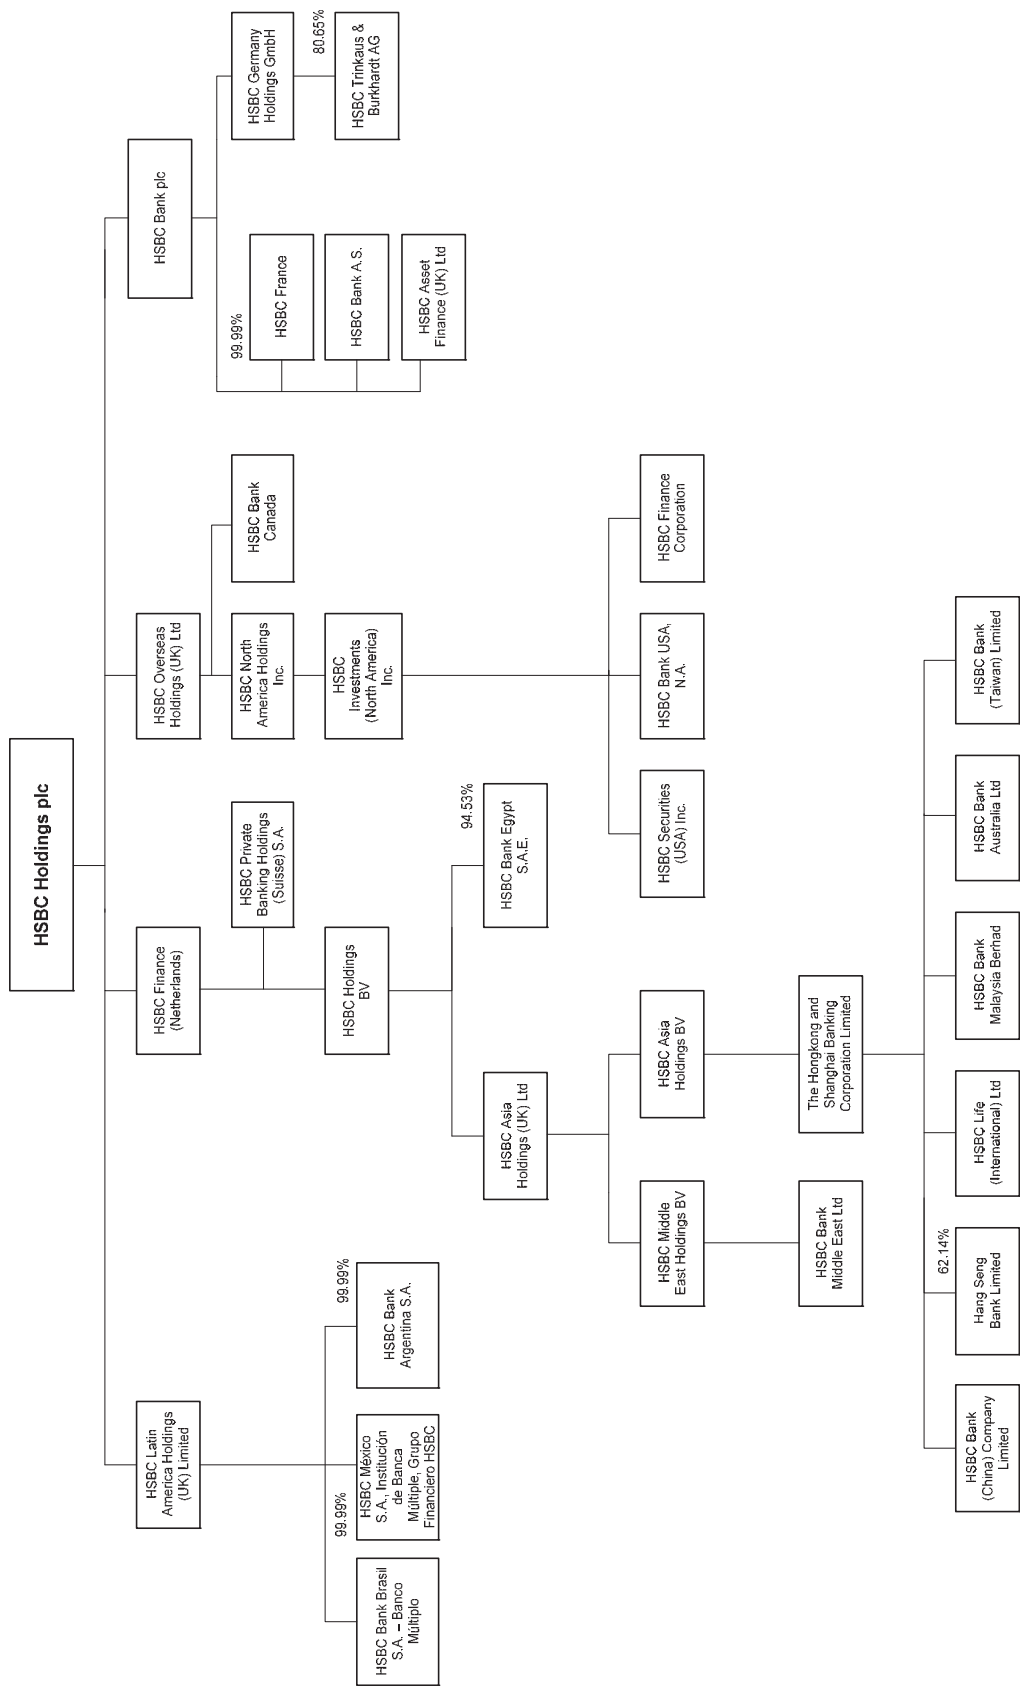 HSBC Holdings plc
HSBC Latin
America Holdings
(UK) Limited
HSBC Finance
(Netherlands)
HSBC Overseas
Holdings (UK) Ltd
HSBC Bank plc
HSBC Private
Banking Holdings
(Suisse) S.A.
HSBC North
America Holdings
Inc.
HSBC Bank
Canada
99.99%
HSBC France
HSBC Germany
Holdings GmbH
99.99%
99.99%
HSBC Bank Brasil
S.A. – Banco
Múltiplo
HSBC México
S.A., Institución
de Banca
Múltiple, Grupo
Financiero HSBC
HSBC Bank
Argentina S.A.
HSBC Holdings
BV
HSBC
Investments
(North America)
Inc.
HSBC Bank A.S.
80.65%
HSBC Trinkaus &
Burkhardt AG
HSBC Asset
Finance (UK) Ltd
94.53%
HSBC Asia
Holdings (UK) Ltd
HSBC Bank Egypt
S.A.E.
HSBC Middle
East Holdings BV
HSBC Asia
Holdings BV
HSBC Securities
(USA) Inc.
HSBC Bank USA,
N.A.
HSBC Finance
Corporation
HSBC Bank
Middle East Ltd
The Hongkong and
Shanghai Banking
Corporation Limited
62.14%
HSBC Bank
(China) Company
Limited
Hang Seng
Bank Limited
HSBC Life
(International) Ltd
HSBC Bank
Malaysia Berhad
HSBC Bank
Australia Ltd
HSBC Bank
(Taiwan) Limited